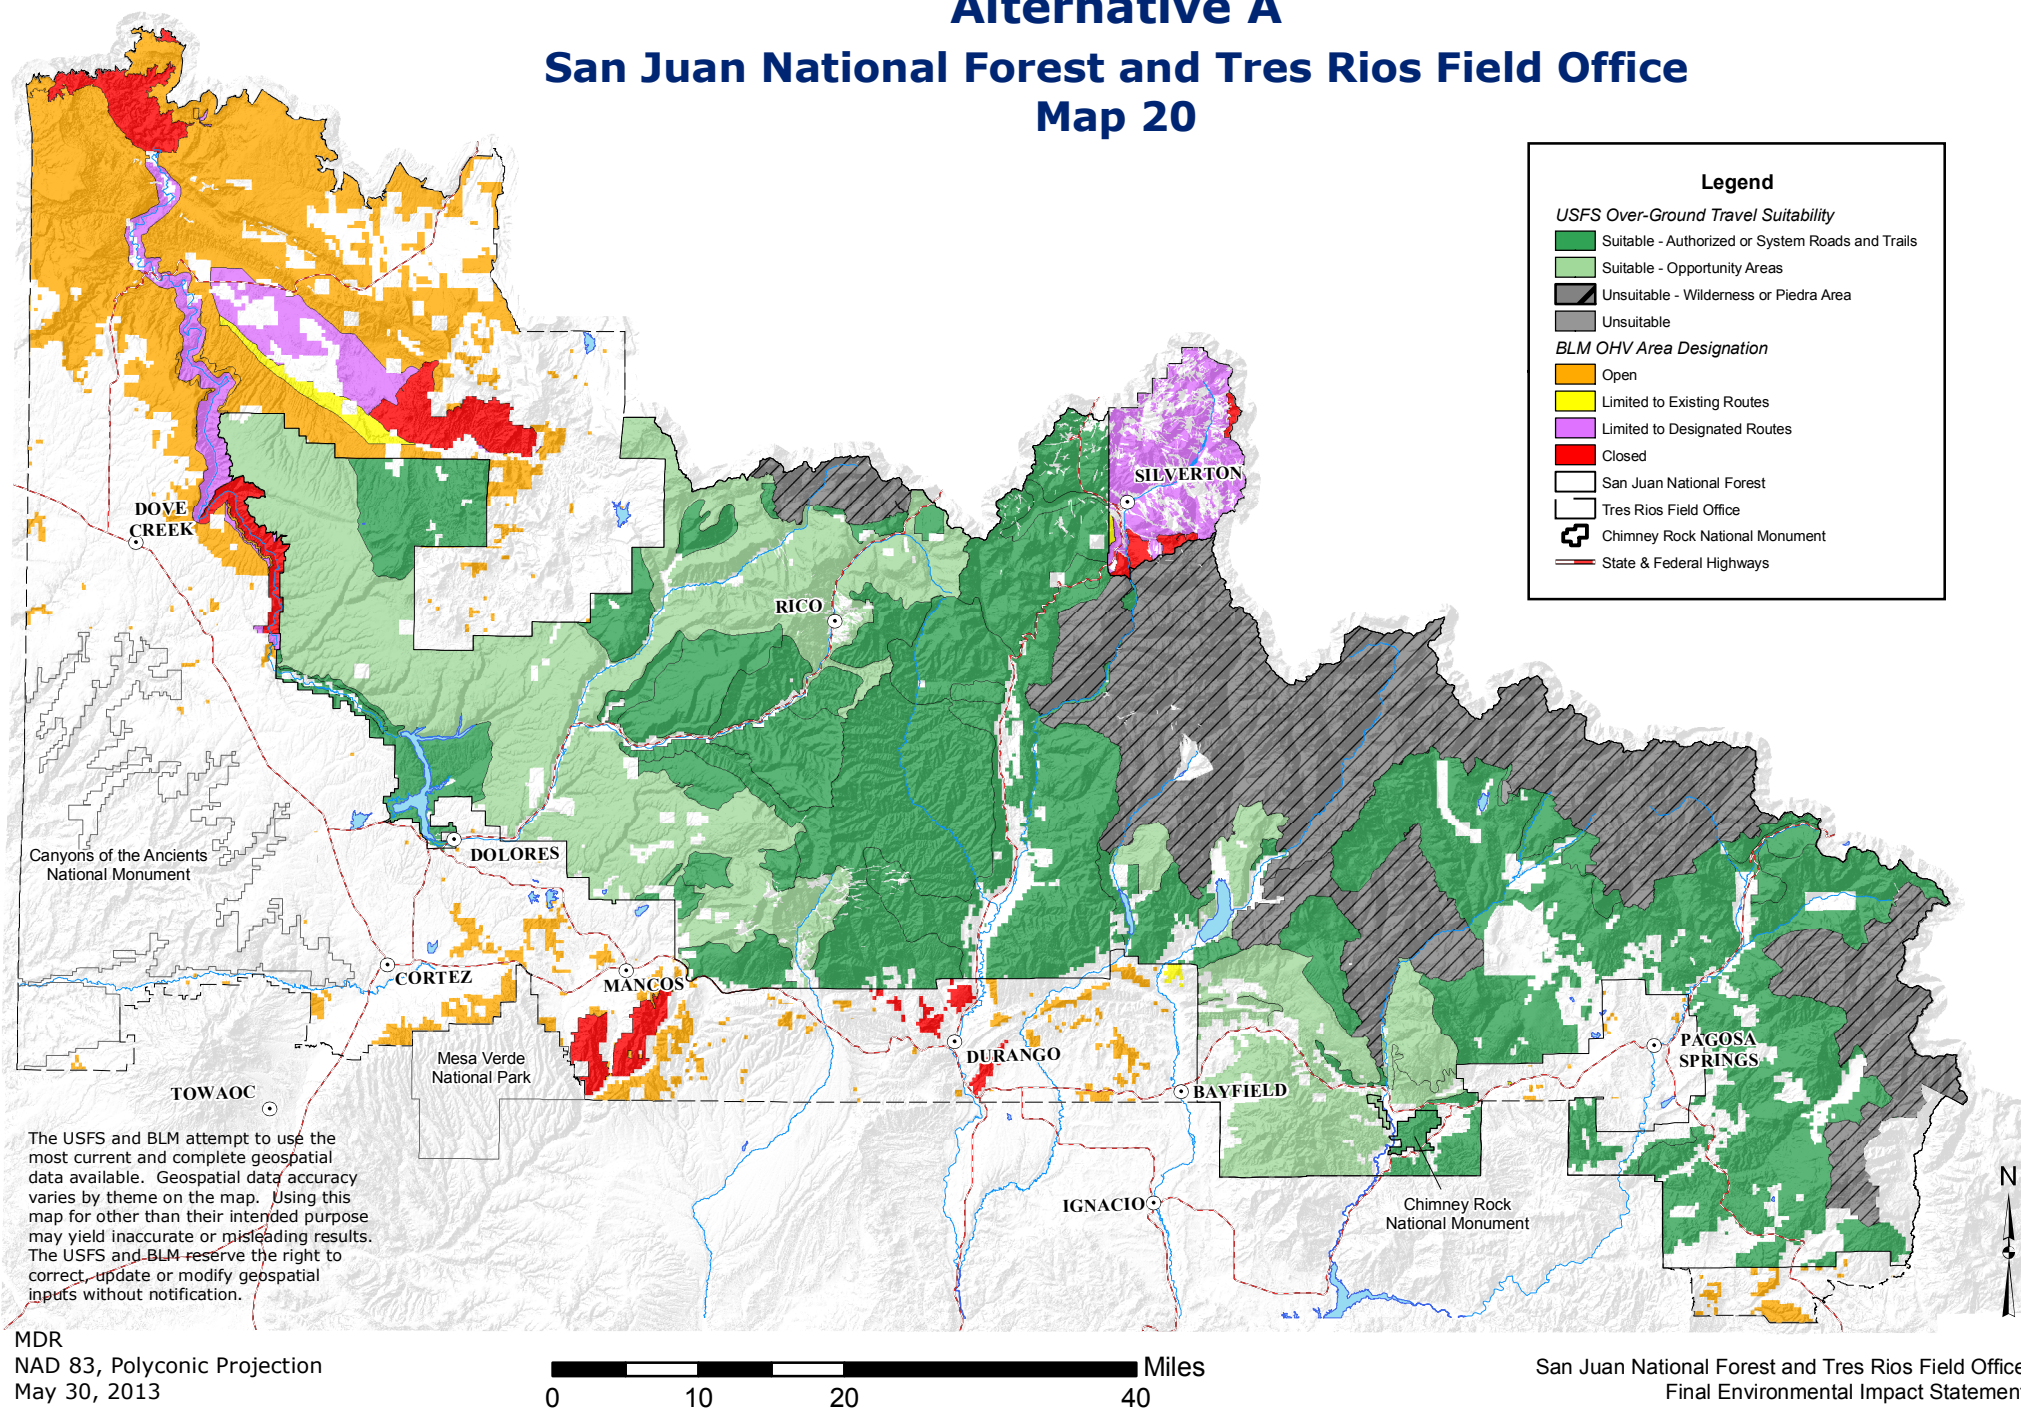 Alternative A
San Juan National Forest and Tres Rios Field Office
Map 20
Legend
USFS Over-Ground Travel Suitability
Suitable - Authorized or System Roads and Trails
Suitable - Opportunity Areas
Unsuitable - Wilderness or Piedra Area
Unsuitable
BLM OHV Area Designation
Open
Limited to Existing Routes
Limited to Designated Routes
Closed
San Juan National Forest
Tres Rios Field Office
Chimney Rock National Monument
State & Federal Highways
SILVERTON
DOVE
CREEK
RICO
DOLORES
Canyons of the Ancients
National Monument
CORTEZ
MANCOS
DURANGO
PAGOSA
SPRINGS
Mesa Verde
National Park
TOWAOC
BAYFIELD
IGNACIO
Chimney Rock
National Monument
N
The USFS and BLM attempt to use the
most current and complete geospatial
data available. Geospatial data accuracy
varies by theme on the map. Using this
map for other than their intended purpose
may yield inaccurate or misleading results.
The USFS and BLM reserve the right to
correct, update or modify geospatial
inputs without notification.
MDR
NAD 83, Polyconic Projection
May 30, 2013
Miles
0 10 20 40
San Juan National Forest and Tres Rios Field Office
Final Environmental Impact Statement